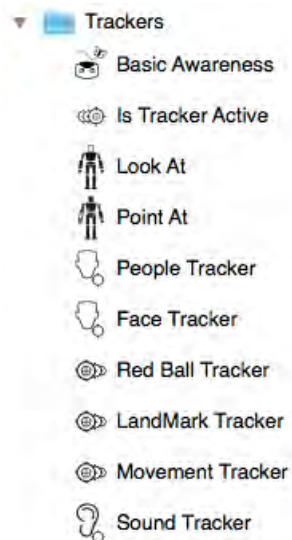 Trackers
Basic Awareness
Is Tracker Active
Look At
Point At
People Tracker
Face Tracker
Red Ball Tracker
LandMark Tracker
Movement Tracker
Sound Tracker